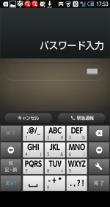 17:53
パスワード入力
キャンセル 緊急通報
.@/_ ABC DEF
GHI JKL MNO
PQRS TUV WXYZ
.,?!